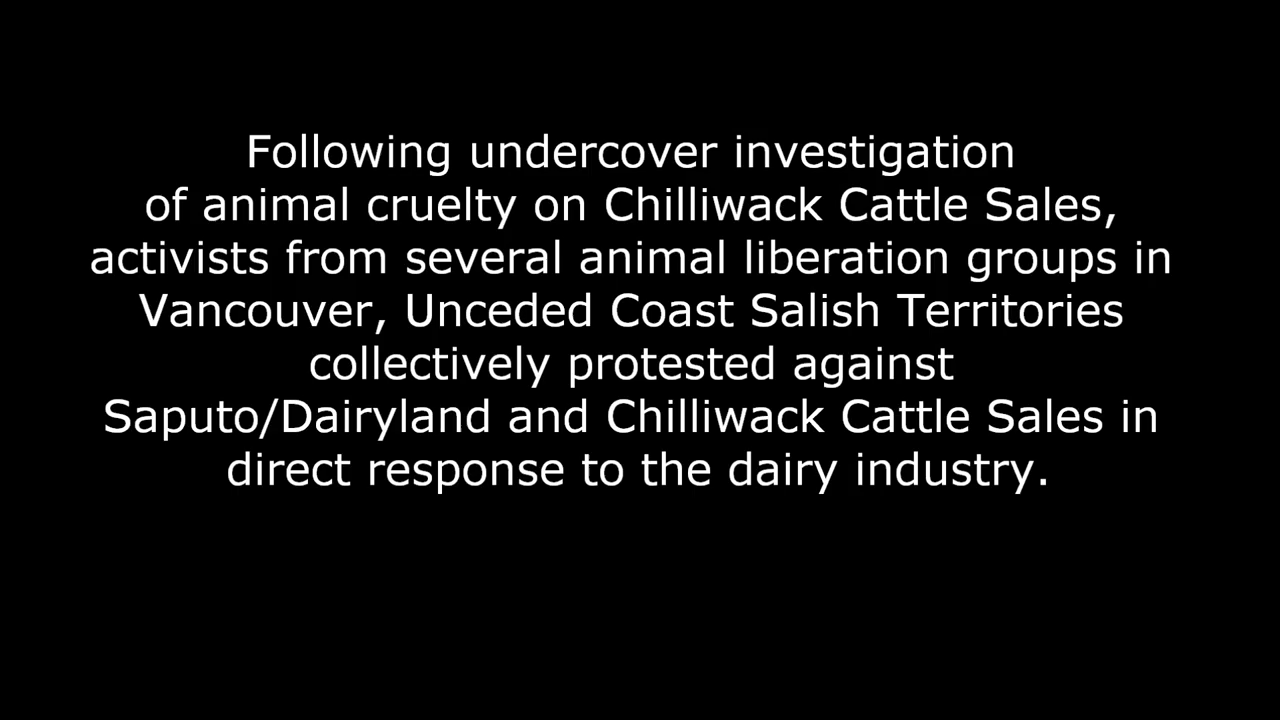 Following undercover investigation
of animal cruelty on Chilliwack Cattle Sales,
activists from several animal liberation groups in
Vancouver, Unceded Coast Salish Territories
collectively protested against
Saputo/Dairyland and Chilliwack Cattle Sales in
direct response to the dairy industry.